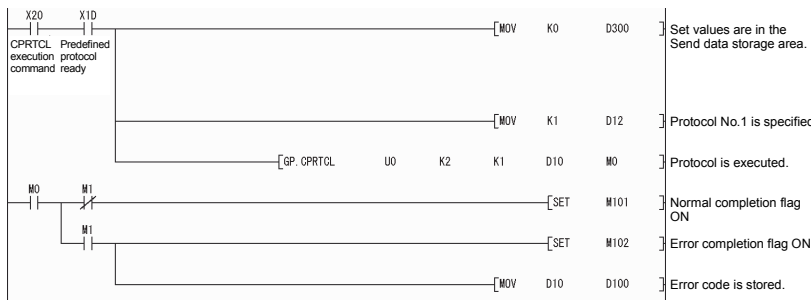 X20 X1D
[MOV K0 D300 ]
Set values are in the
Send data storage area.
CPRTCL Predefined
execution protocol
command ready
[MOV K1 D12 ]
Protocol No.1 is specified
[GP.CPRTCL U0 K2 K1 D10 M0 ]
Protocol is executed.
M0 M1
[SET M101 ]
Normal completion flag
ON
M1
[SET M102 ]
Error completion flag ON
[MOV D10 D100 ]
Error code is stored.